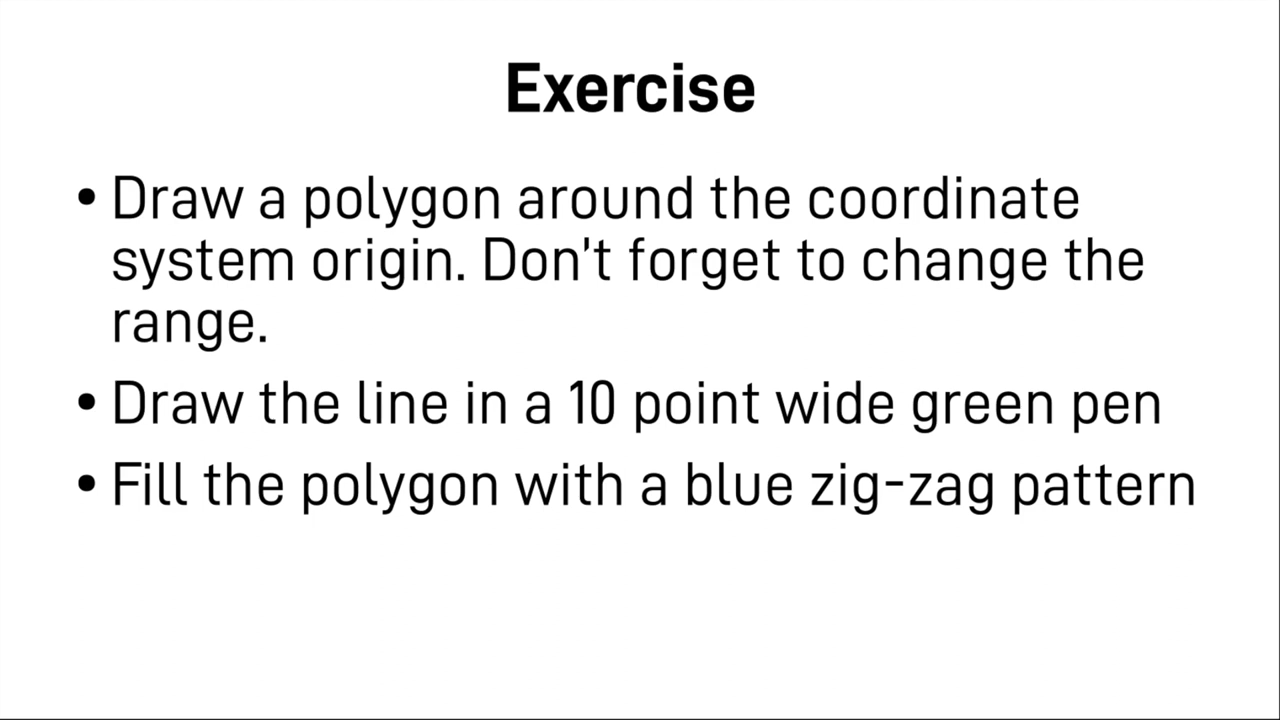 Exercise
• Draw a polygon around the coordinate
system origin. Don't forget to change the
range.
• Draw the line in a 10 point wide green pen
• Fill the polygon with a blue zig-zag pattern